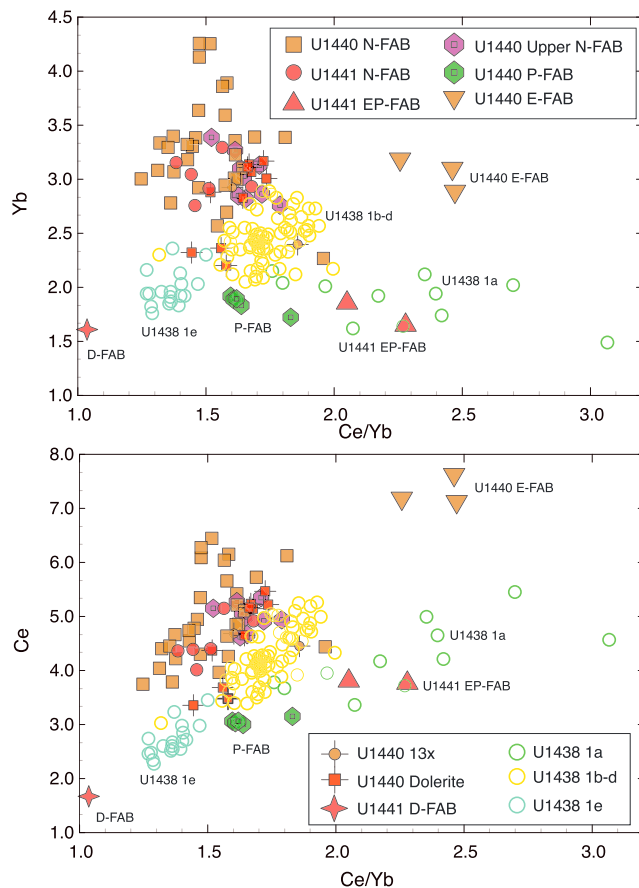 4.5
4.0
3.5
3.0
2.5
2.0
1.5
1.0
Yb
U1440 N-FAB
U1440 Upper N-FAB
U1441 N-FAB
U1440 P-FAB
U1441 EP-FAB
U1440 E-FAB
U1440 E-FAB
U1438 1b-d
U1438 1a
U1438 1e
P-FAB
U1441 EP-FAB
D-FAB
1.0
1.5
2.0
2.5
3.0
Ce/Yb
8.0
7.0
6.0
5.0
4.0
3.0
2.0
1.0
Ce
U1440 E-FAB
U1438 1a
U1441 EP-FAB
P-FAB
U1438 1e
D-FAB
U1440 13x
U1438 1a
U1440 Dolerite
U1438 1b-d
U1441 D-FAB
U1438 1e
1.0
1.5
2.0
2.5
3.0
Ce/Yb